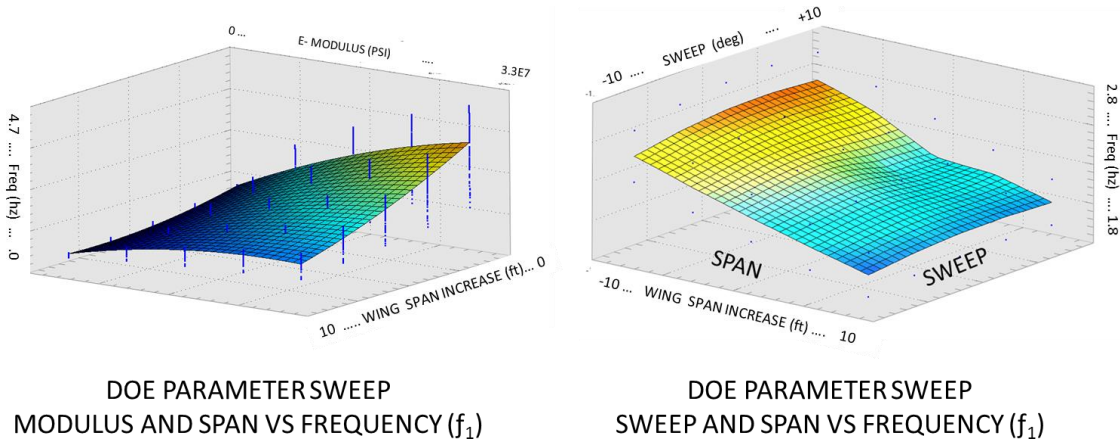 0 ...
E- MODULUS (PSI)
....
3.3E7
4.7 .... Freq (hz) ... .0
10 ..... WING SPAN INCREASE (ft)... 0
DOE PARAMETER SWEEP
MODULUS AND SPAN VS FREQUENCY (ƒ1)
-10 .... SWEEP (deg) .... +10
2.8 .... Freq (hz) .... 1.8
SPAN
SWEEP
-10 ... WING SPAN INCREASE (ft) .... 10
DOE PARAMETER SWEEP
SWEEP AND SPAN VS FREQUENCY (ƒ1)